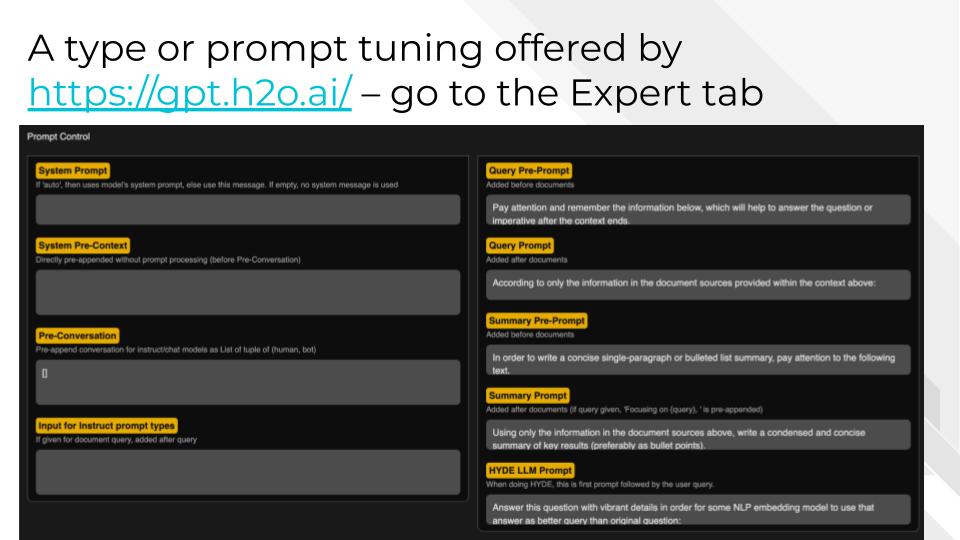 A type or prompt tuning offered by
https://gpt.h2o.ai/ – go to the Expert tab
Prompt Control
System Prompt
If 'auto', then uses model's system prompt, else use this message. If empty, no system message is used
System Pre-Context
Directly pre-appended without prompt processing (before Pre-Conversation)
Pre-Conversation
Pre-append conversation for instruct/chat models as List of tuple of (human, bot)
[]
Input for Instruct prompt types
If given for document query, added after query
Query Pre-Prompt
Added before documents
Pay attention and remember the information below, which will help to answer the question or
imperative after the context ends.
Query Prompt
Added after documents
According to only the information in the document sources provided within the context above:
Summary Pre-Prompt
Added before documents
In order to write a concise single-paragraph or bulleted list summary, pay attention to the following
text.
Summary Prompt
Added after documents (if query given, 'Focusing on {query}, ' is pre-appended)
Using only the information in the document sources above, write a condensed and concise
summary of key results (preferably as bullet points).
HYDE LLM Prompt
When doing HYDE, this is first prompt followed by the user query.
Answer this question with vibrant details in order for some NLP embedding model to use that
answer as better query than original question: